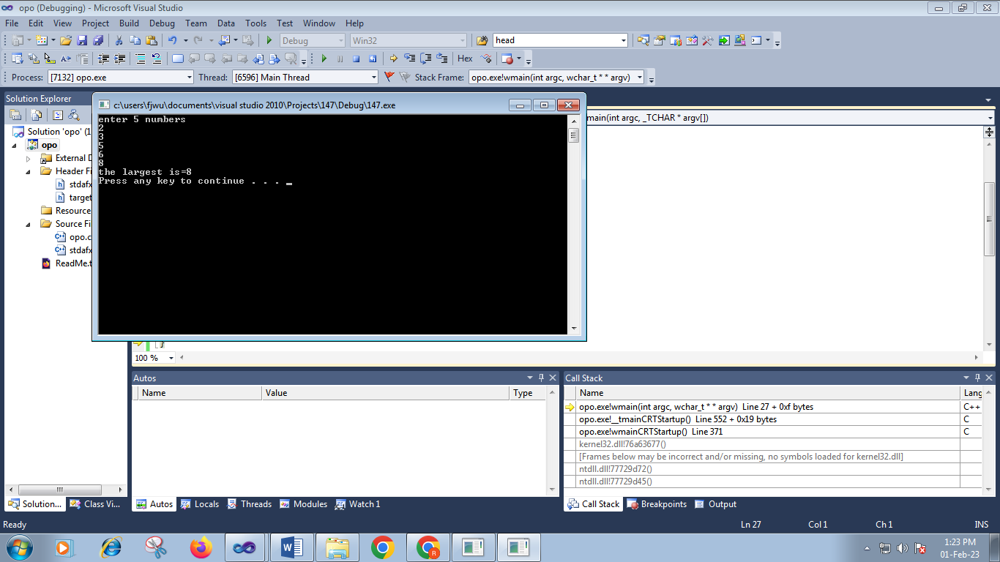 opo (Debugging) - Microsoft Visual Studio
File Edit View Project Build Debug Team Data Tools Test Window Help
Debug Win32 head
Hex
Process: [7132] opo.exe Thread: [6596] Main Thread Stack Frame: opo.exe!wmain(int argc, wchar_t * * argv)
Solution Explorer
Solution 'opo' (1
opo
External D
Header Fi
stdafx
target
Resource
Source Fi
opo.c
stdafx
ReadMe.t
c:\users\fjwu\documents\visual studio 2010\Projects\147\Debug\147.exe
enter 5 numbers
2
3
5
6
8
the largest is=8
Press any key to continue . . . _
main(int argc, _TCHAR * argv[])
}
100 %
Autos
Name Value Type
Call Stack
Name Lang
opo.exe!wmain(int argc, wchar_t * * argv) Line 27 + 0xf bytes C++
opo.exe!__tmainCRTStartup() Line 552 + 0x19 bytes C
opo.exe!wmainCRTStartup() Line 371 C
kernel32.dll!76a63677()
[Frames below may be incorrect and/or missing, no symbols loaded for kernel32.dll]
ntdll.dll!77729d72()
ntdll.dll!77729d45()
Solution... Class Vi... Autos Locals Threads Modules Watch 1 Call Stack Breakpoints Output
Ready Ln 27 Col 1 Ch 1 INS
1:23 PM
01-Feb-23